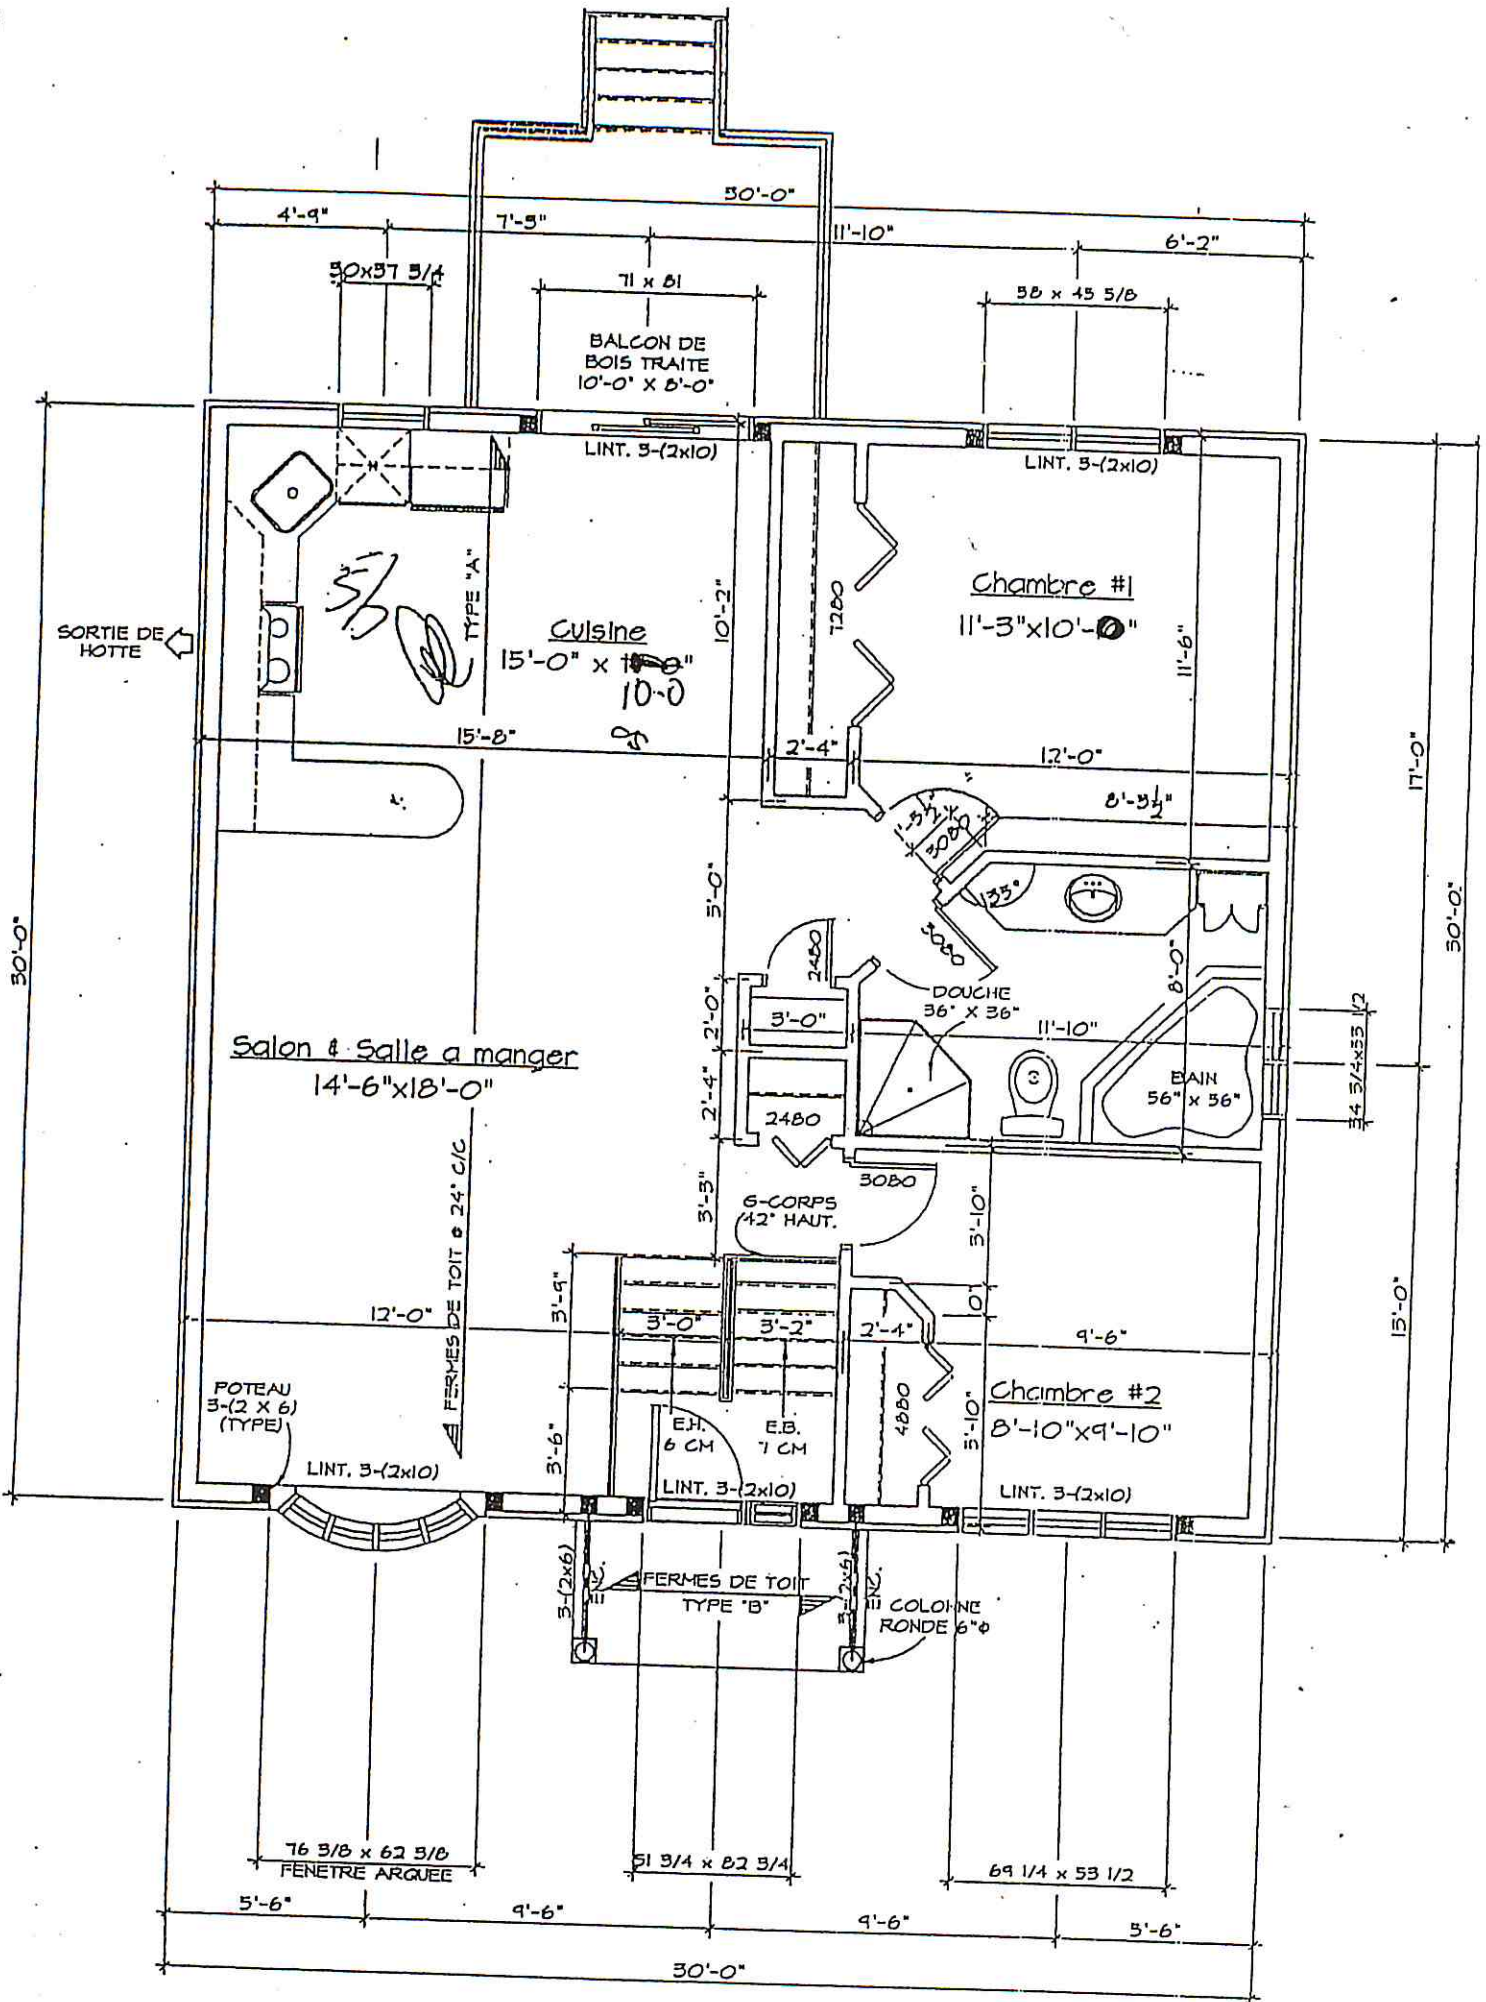 30'-0"
4'-9"
7'-3"
11'-10"
6'-2"
30x37 3/4
71 x 81
38 x 45 5/8
BALCON DE
BOIS TRAITE
10'-0" X 8'-0"
LINT. 3-(2x10)
LINT. 3-(2x10)
SORTIE DE
HOTTE
TYPE "A"
Cuisine
15'-0" x
10-0
10'-2"
7280
Chambre #1
11'-3"x10'-
11'-6"
15'-8"
2'-4"
12'-0"
17'-0"
8'-3½"
1'-3½"
3080
135°
3080
5'-0"
2480
30'-0"
30'-0"
DOUCHE
36" X 36"
8'-0"
2'-0"
3'-0"
11'-10"
34 3/4x33 1/2
Salon & Salle a manger
14'-6"x18'-0"
BAIN
56" x 56"
2'-4"
2480
3080
3'-3"
G-CORPS
42" HAUT.
3'-10"
FERMES DE TOIT @ 24" C/C
3'-9"
12'-0"
3'-0"
3'-2"
2'-4"
9'-6"
13'-0"
POTEAU
3-(2 X 6)
(TYPE)
4880
Chambre #2
8'-10"x9'-10"
5'-10"
E.H.
6 CM
E.B.
7 CM
3'-6"
LINT. 3-(2x10)
LINT. 3-(2x10)
LINT. 3-(2x10)
3-(2x6)
ENC.
FERMES DE TOIT
TYPE "B"
3-(2x6)
ENC.
COLONNE
RONDE 6"Φ
76 3/8 x 62 3/8
FENETRE ARQUEE
51 3/4 x 82 3/4
69 1/4 x 53 1/2
5'-6"
9'-6"
9'-6"
5'-6"
30'-0"